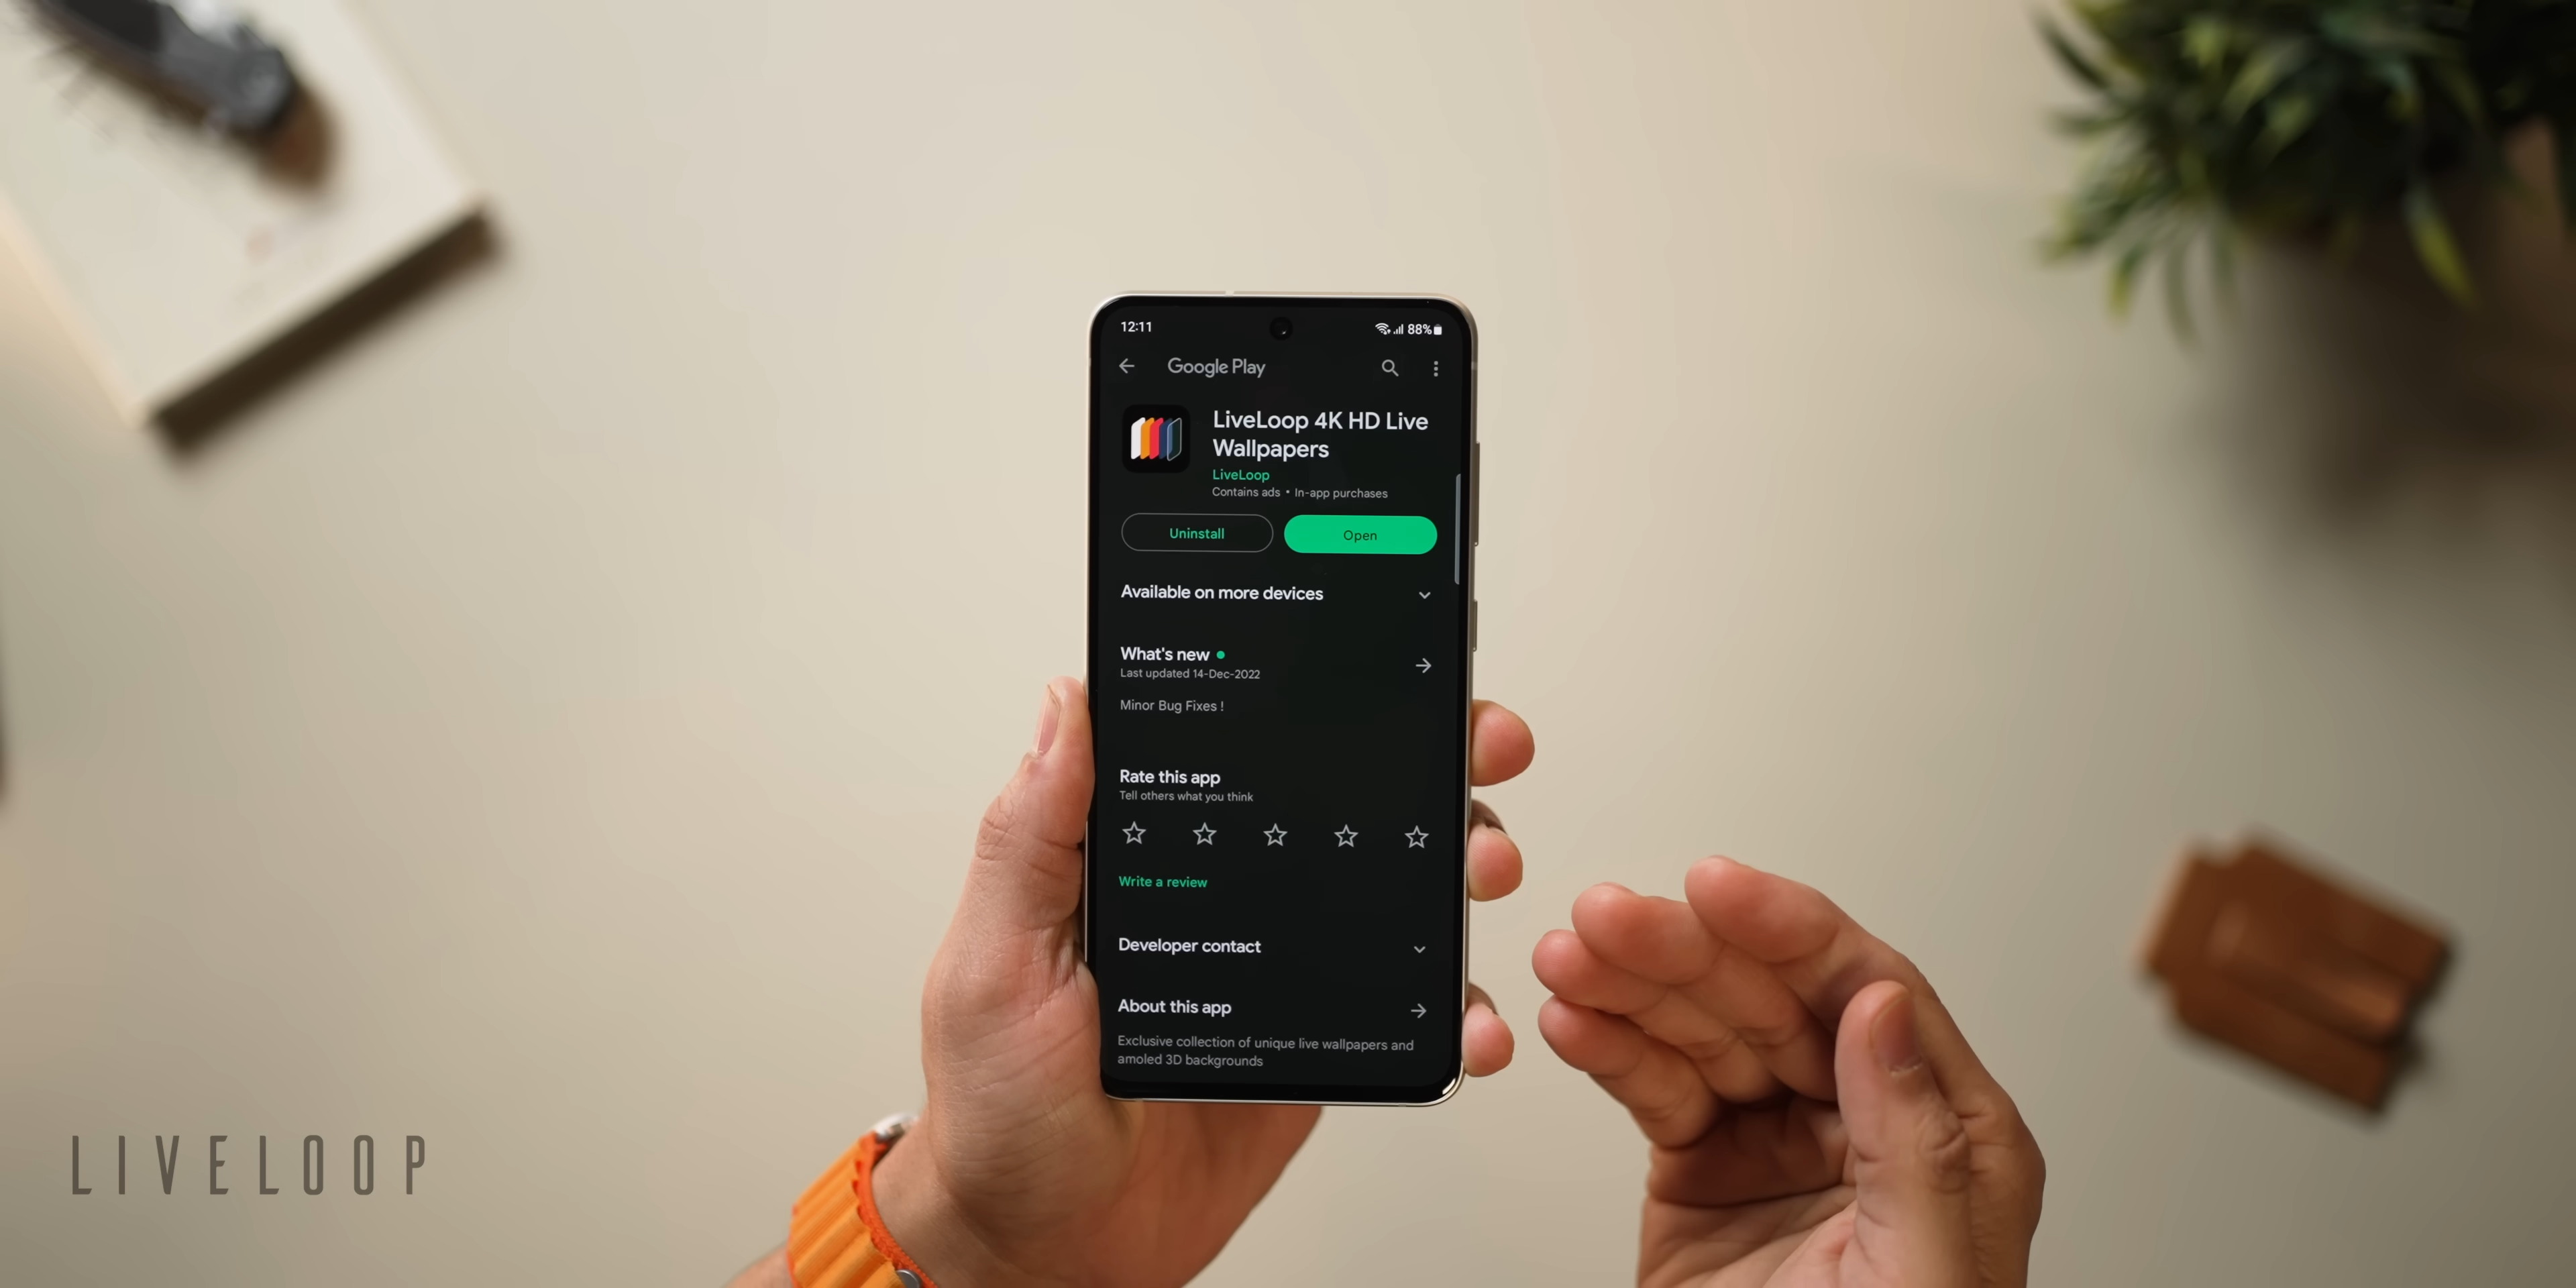 12:11
88%
Google Play
LiveLoop 4K HD Live
Wallpapers
LiveLoop
Contains ads • In-app purchases
Uninstall
Open
Available on more devices
What's new
Last updated 14-Dec-2022
Minor Bug Fixes !
Rate this app
Tell others what you think
Write a review
Developer contact
About this app
Exclusive collection of unique live wallpapers and
amoled 3D backgrounds
LIVELOOP